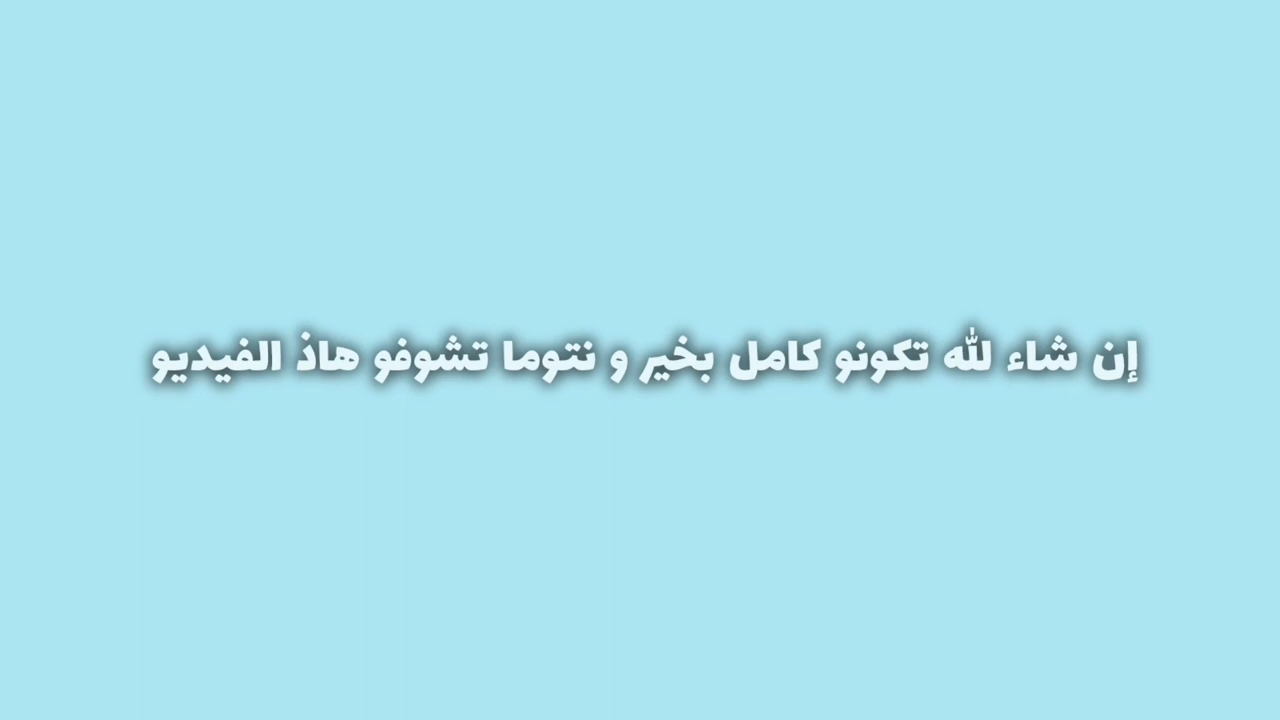 إن شاء لله تكونو كامل بخير و نتوما تشوفو هاذ الفيديو